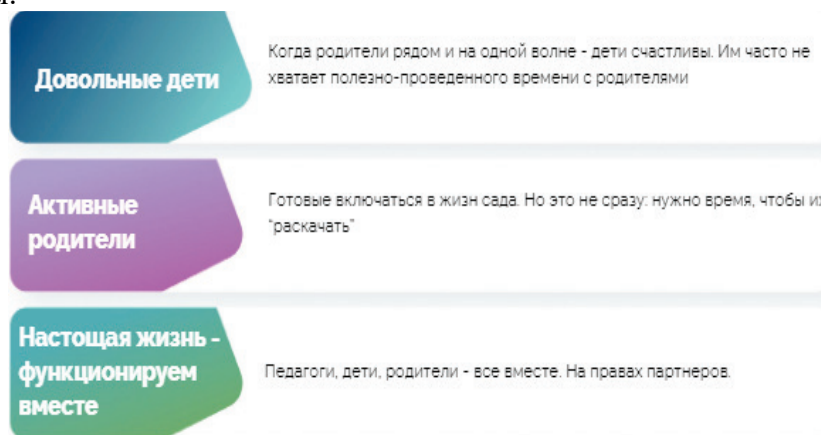 Довольные дети
Когда родители рядом и на одной волне - дети счастливы. Им часто не
хватает полезно-проведенного времени с родителями
Активные
родители
Готовые включаться в жизн сада. Но это не сразу: нужно время, чтобы их
"раскачать"
Настощая жизнь -
функционируем
вместе
Педагоги, дети, родители - все вместе. На правах партнеров.